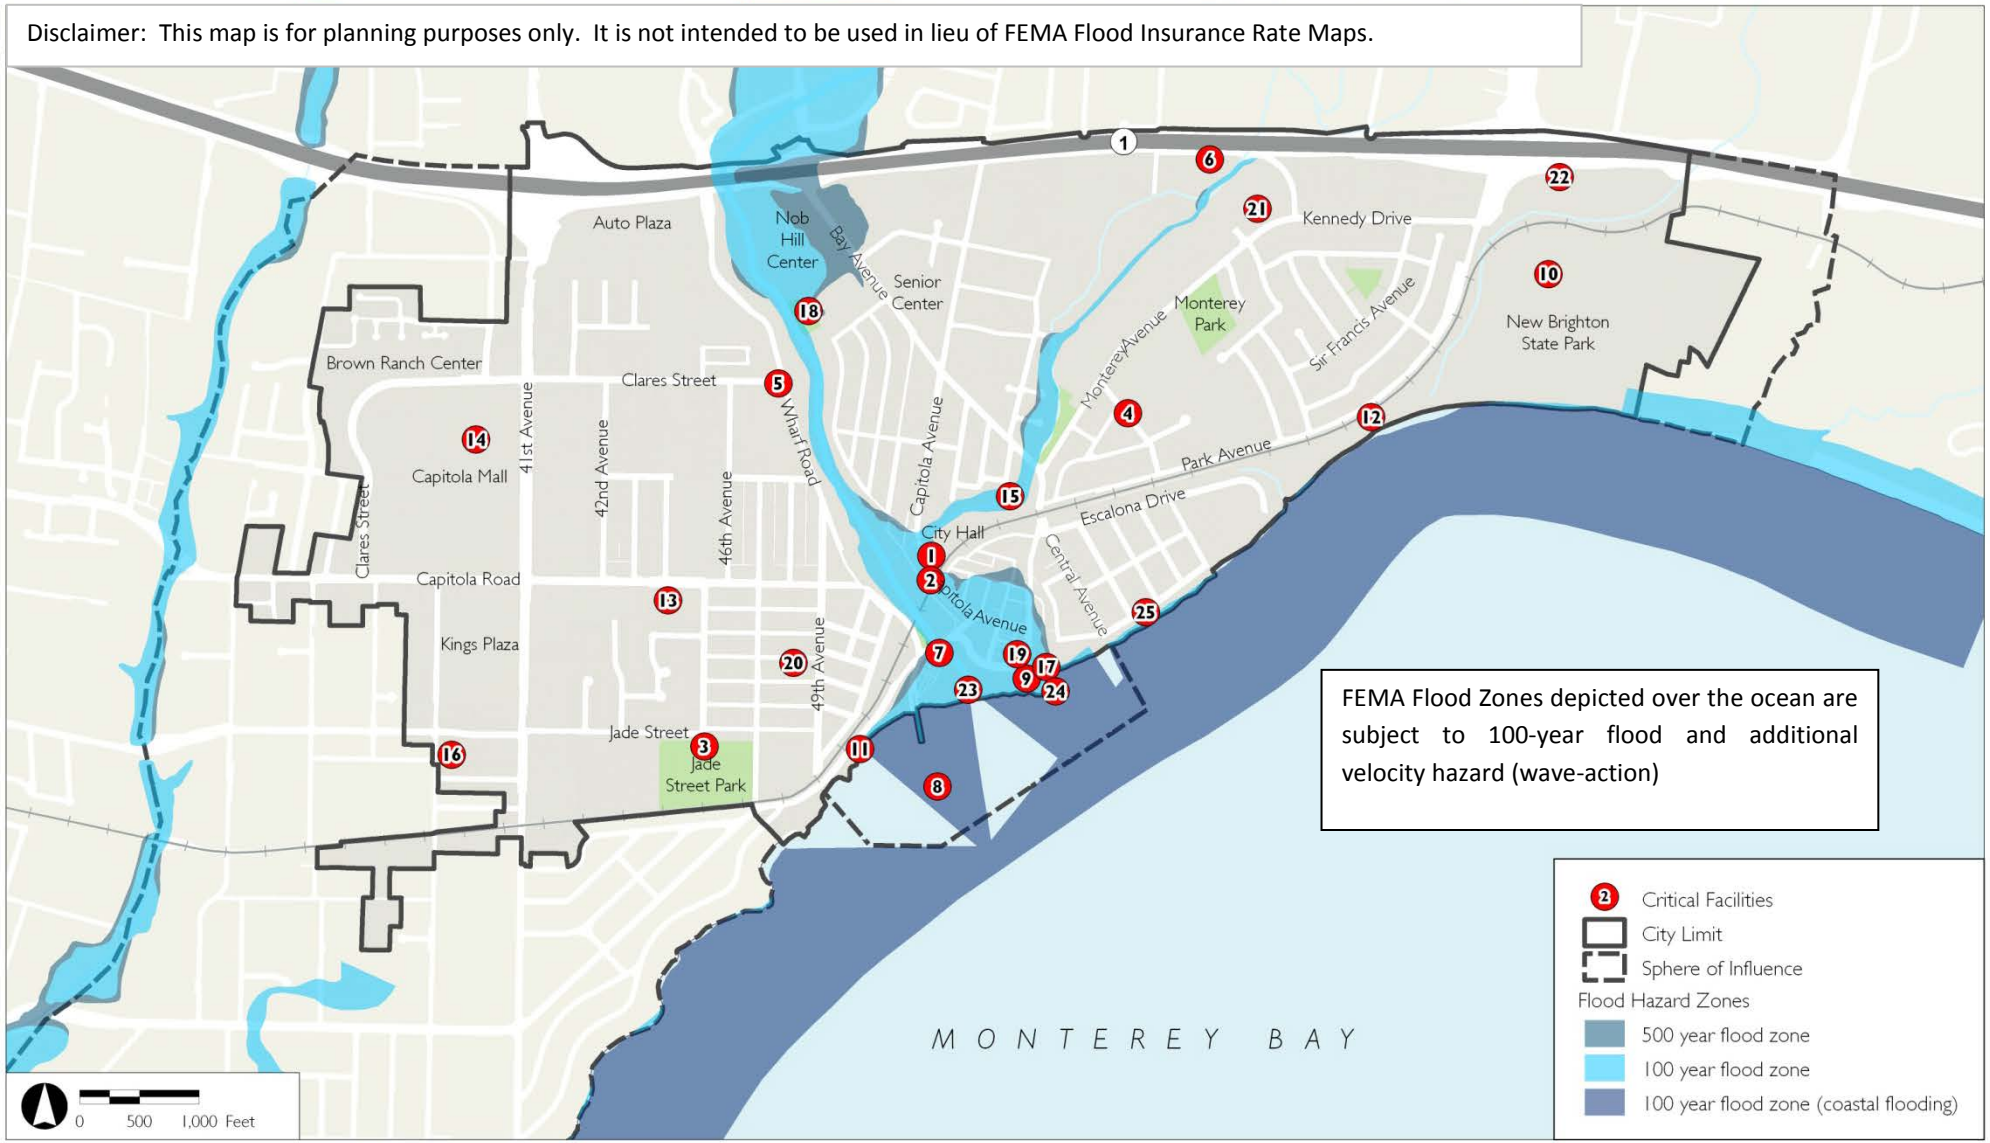 Disclaimer: This map is for planning purposes only. It is not intended to be used in lieu of FEMA Flood Insurance Rate Maps.
1
6
22
21
Kennedy Drive
Auto Plaza
Nob
Hill
Center
Bay Avenue
Senior
Center
10
New Brighton
State Park
Monterey
Park
Sir Francis Avenue
Monterey Avenue
18
Brown Ranch Center
Clares Street
5
Wharf Road
4
12
14
Capitola Mall
41st Avenue
42nd Avenue
46th Avenue
Capitola Avenue
Park Avenue
Escalona Drive
15
Clares Street
City Hall
1
2
Capitola Road
13
Central Avenue
pitola Avenue
25
Kings Plaza
20
49th Avenue
7
19
17
9
24
23
Jade Street
3
Jade
Street Park
16
11
8
FEMA Flood Zones depicted over the ocean are
subject to 100-year flood and additional
velocity hazard (wave-action)
MONTEREY BAY
2 Critical Facilities
City Limit
Sphere of Influence
Flood Hazard Zones
500 year flood zone
100 year flood zone
100 year flood zone (coastal flooding)
0 500 1,000 Feet